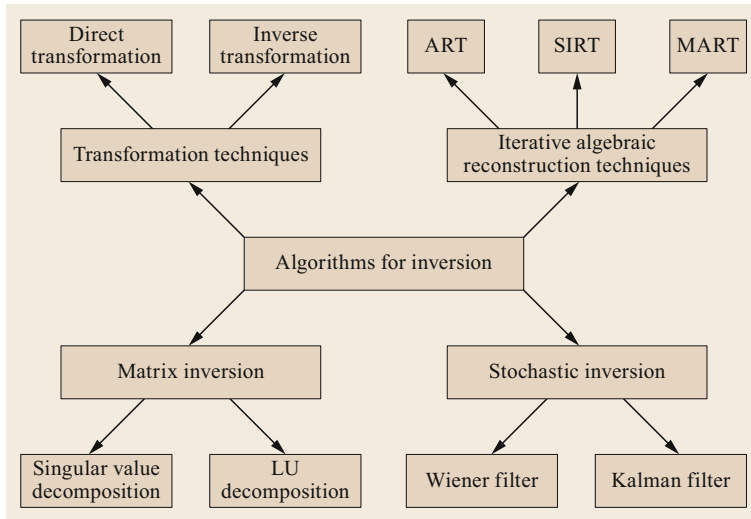 Direct
transformation
Inverse
transformation
ART
SIRT
MART
Transformation techniques
Iterative algebraic
reconstruction techniques
Algorithms for inversion
Matrix inversion
Stochastic inversion
Singular value
decomposition
LU
decomposition
Wiener filter
Kalman filter